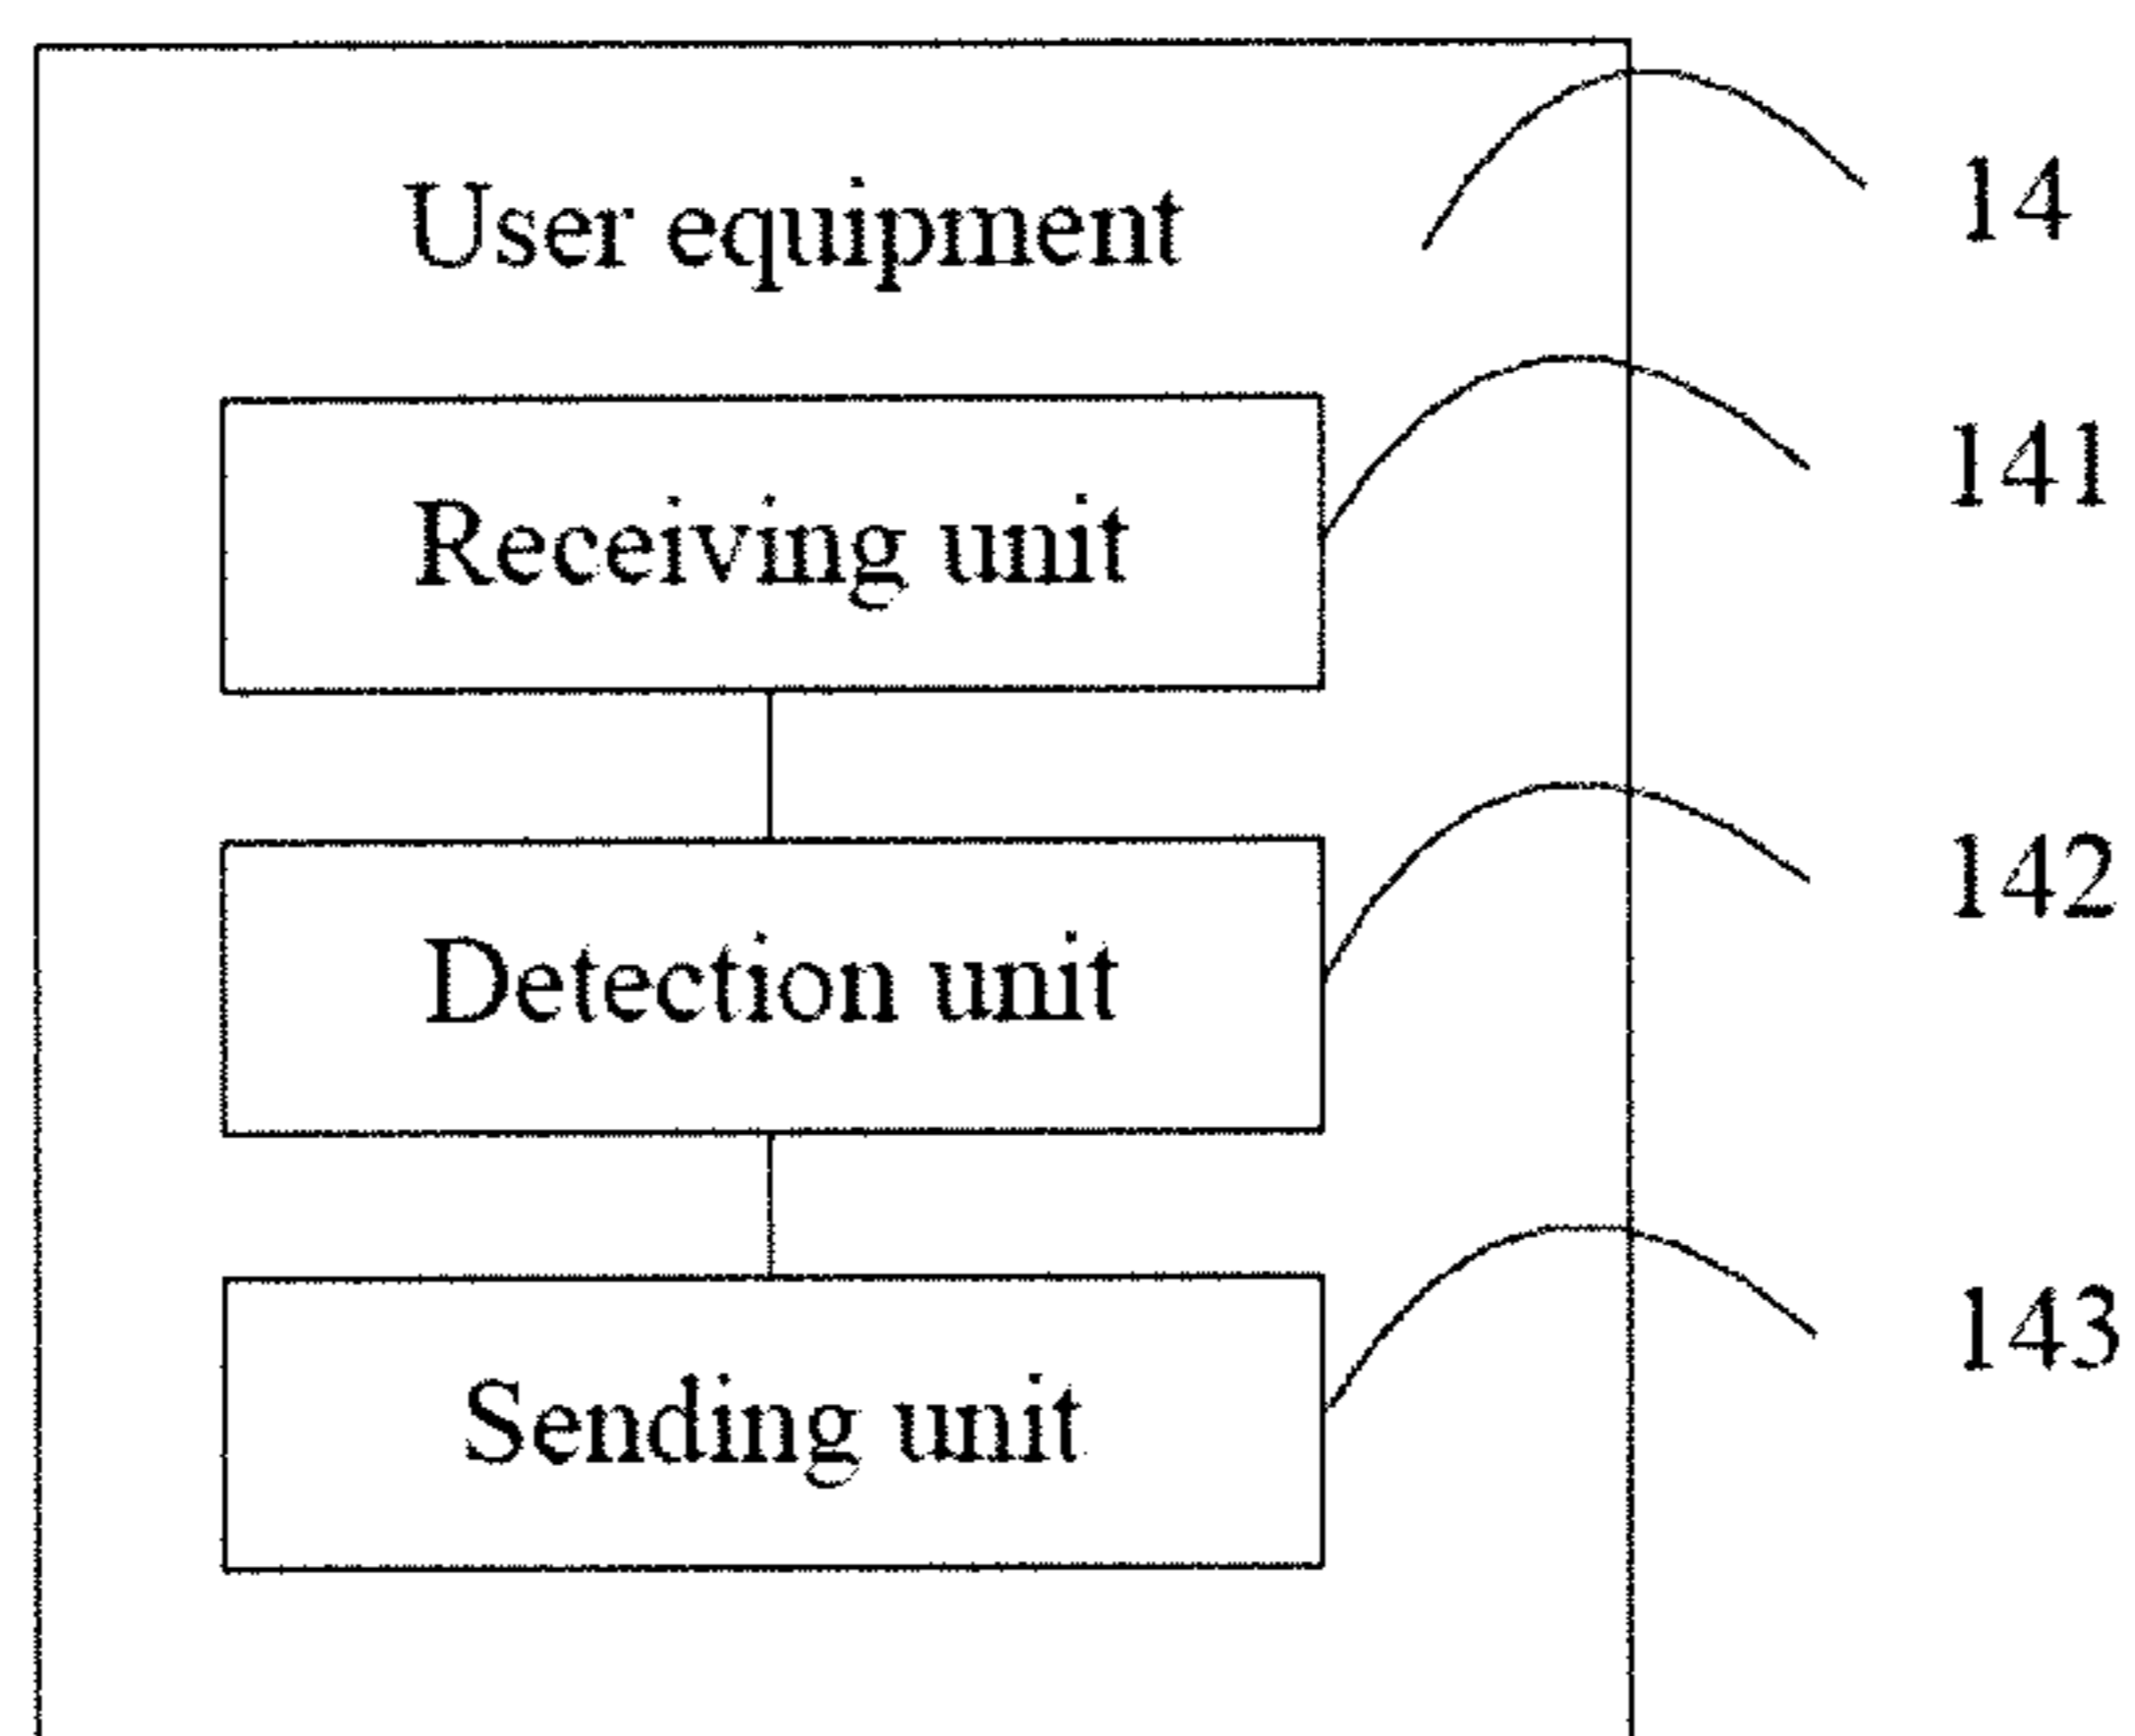 User equipment
14
Receiving unit
141
Detection unit
142
Sending unit
143